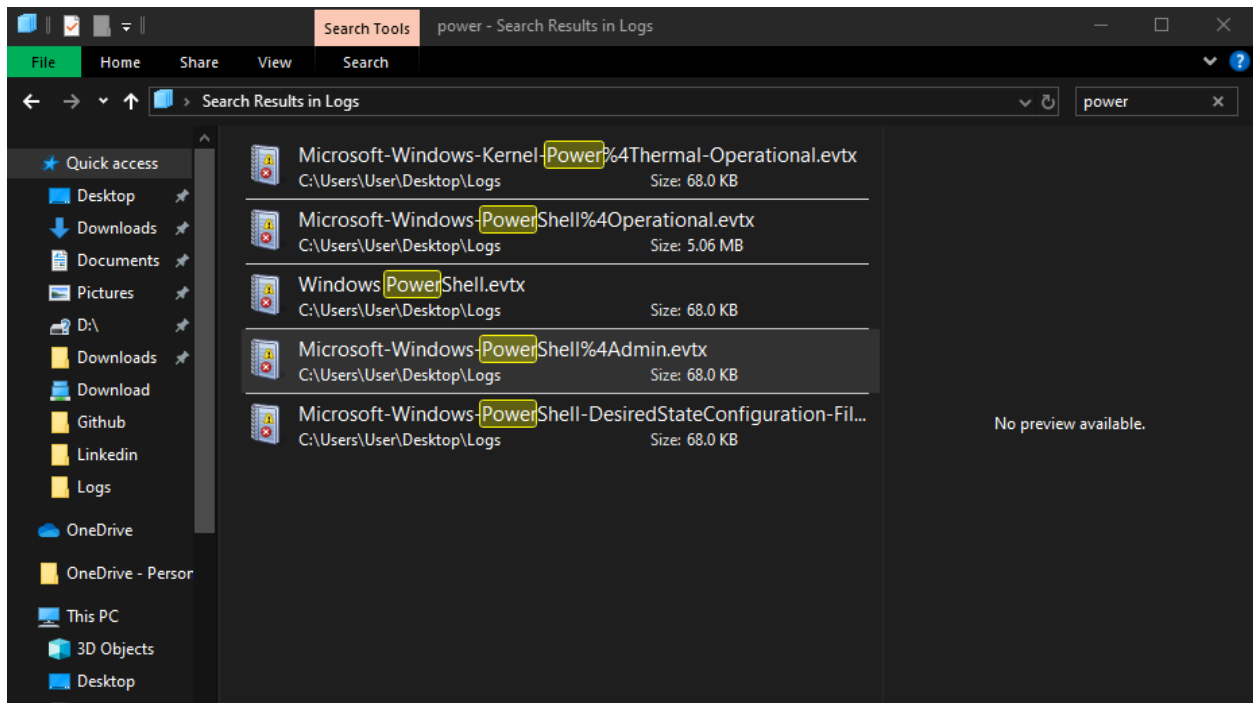 Search Tools
power - Search Results in Logs
File Home Share View Search
Search Results in Logs
power
Quick access
Desktop
Downloads
Documents
Pictures
D:\
Downloads
Download
Github
Linkedin
Logs
OneDrive
OneDrive - Person
This PC
3D Objects
Desktop
Microsoft-Windows-Kernel-Power%4Thermal-Operational.evtx
C:\Users\User\Desktop\Logs Size: 68.0 KB
Microsoft-Windows-PowerShell%4Operational.evtx
C:\Users\User\Desktop\Logs Size: 5.06 MB
Windows PowerShell.evtx
C:\Users\User\Desktop\Logs Size: 68.0 KB
Microsoft-Windows-PowerShell%4Admin.evtx
C:\Users\User\Desktop\Logs Size: 68.0 KB
Microsoft-Windows-PowerShell-DesiredStateConfiguration-Fil...
C:\Users\User\Desktop\Logs Size: 68.0 KB
No preview available.